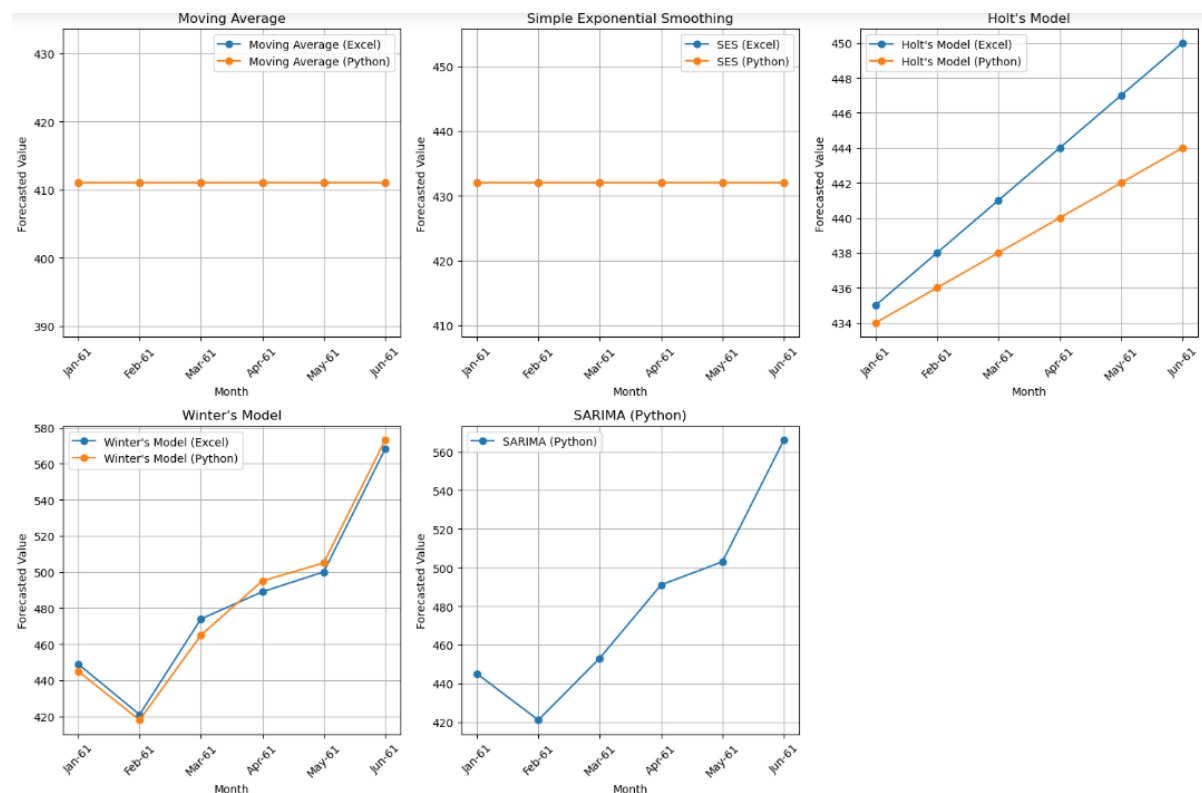 Moving Average
Moving Average (Excel)
Moving Average (Python)
430
420
410
400
390
Forecasted Value
Jan-61
Feb-61
Mar-61
Apr-61
May-61
Jun-61
Month
Simple Exponential Smoothing
SES (Excel)
SES (Python)
450
440
430
420
410
Forecasted Value
Jan-61
Feb-61
Mar-61
Apr-61
May-61
Jun-61
Month
Holt's Model
Holt's Model (Excel)
Holt's Model (Python)
450
448
446
444
442
440
438
436
434
Forecasted Value
Jan-61
Feb-61
Mar-61
Apr-61
May-61
Jun-61
Month
Winter's Model
Winter's Model (Excel)
Winter's Model (Python)
580
560
540
520
500
480
460
440
420
Forecasted Value
Jan-61
Feb-61
Mar-61
Apr-61
May-61
Jun-61
Month
SARIMA (Python)
SARIMA (Python)
560
540
520
500
480
460
440
420
Forecasted Value
Jan-61
Feb-61
Mar-61
Apr-61
May-61
Jun-61
Month